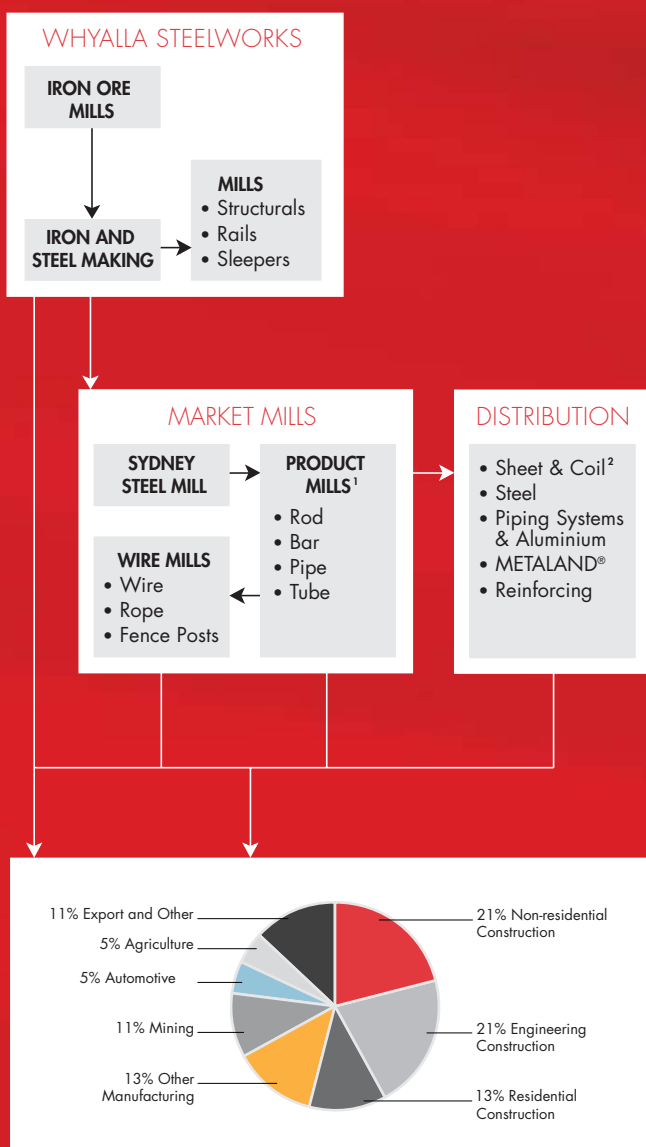 WHYALLA STEELWORKS
IRON ORE
MILLS
IRON AND
STEEL MAKING
MILLS
• Structurals
• Rails
• Sleepers
MARKET MILLS
SYDNEY
STEEL MILL
PRODUCT
MILLS¹
• Rod
• Bar
• Pipe
• Tube
WIRE MILLS
• Wire
• Rope
• Fence Posts
DISTRIBUTION
• Sheet & Coil²
• Steel
• Piping Systems
& Aluminium
• METALAND®
• Reinforcing
11% Export and Other
5% Agriculture
5% Automotive
11% Mining
13% Other
Manufacturing
21% Non-residential
Construction
21% Engineering
Construction
13% Residential
Construction